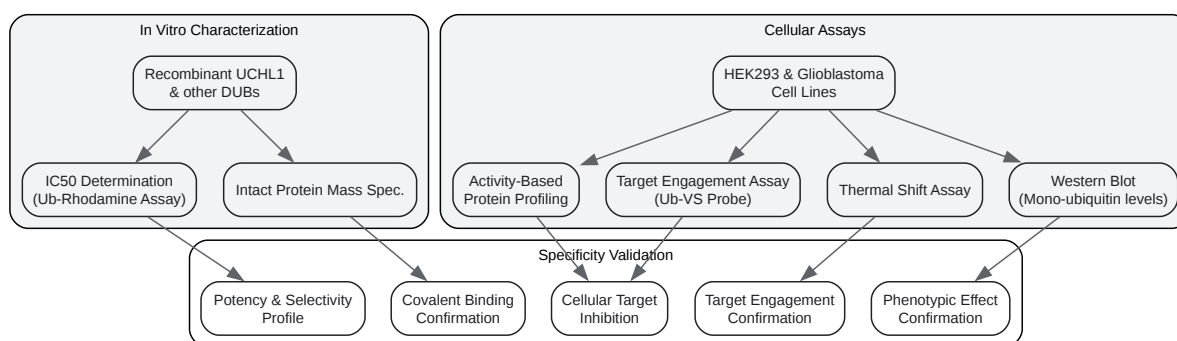 In Vitro Characterization
Cellular Assays
Recombinant UCHL1
& other DUBs
HEK293 & Glioblastoma
Cell Lines
IC50 Determination
(Ub-Rhodamine Assay)
Intact Protein Mass Spec.
Activity-Based
Protein Profiling
Target Engagement Assay
(Ub-VS Probe)
Thermal Shift Assay
Western Blot
(Mono-ubiquitin levels)
Specificity Validation
Potency & Selectivity
Profile
Covalent Binding
Confirmation
Cellular Target
Inhibition
Target Engagement
Confirmation
Phenotypic Effect
Confirmation